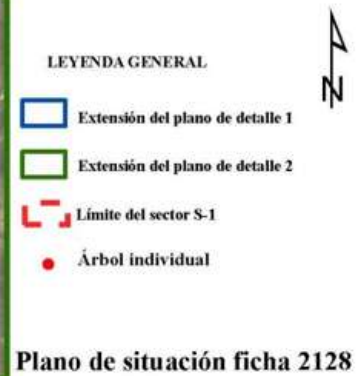 N
LEYENDA GENERAL
Extensión del plano de detalle 1
Extensión del plano de detalle 2
Límite del sector S-1
Árbol individual
Plano de situación ficha 2128